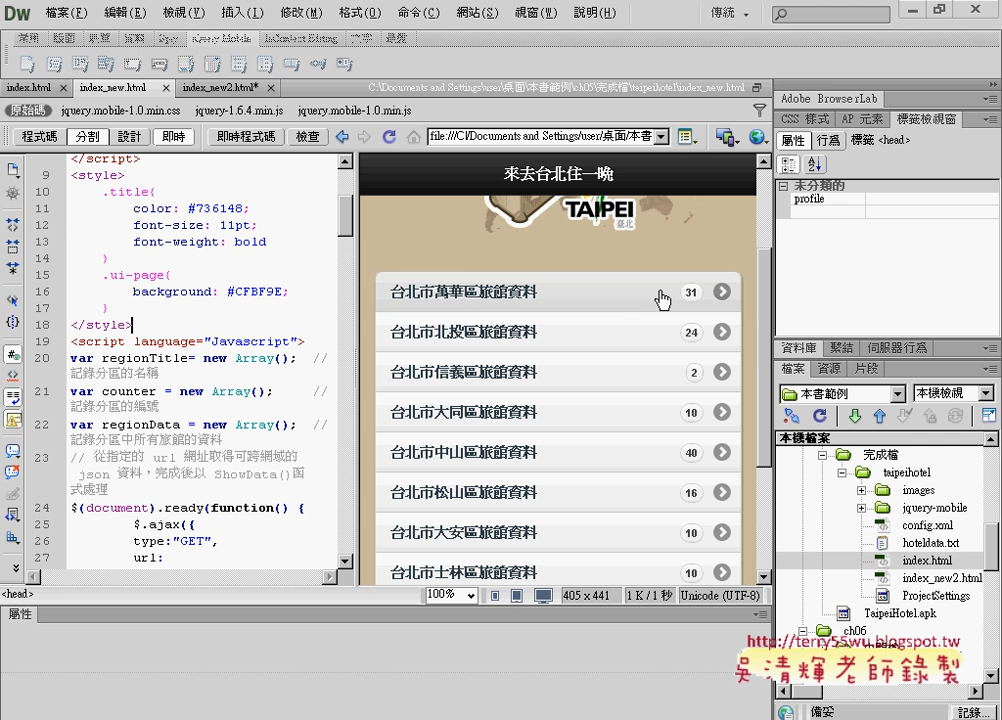 Dw 檔案(F) 編輯(E) 檢視(V) 插入(I) 修改(M) 格式(O) 命令(C) 網站(S) 視窗(W) 說明(H) 傳統
常用 版面 表單 資料 Spry jQuery Mobile InContext Editing 文字 最愛
index.html index_new.html index_new2.html* C:\Documents and Settings\user\桌面\本書範例\ch05\完成檔\taipeihotel\index_new.html
原始碼 jquery.mobile-1.0.min.css jquery-1.6.4.min.js jquery.mobile-1.0.min.js
程式碼 分割 設計 即時 即時程式碼 檢查 file:///C|/Documents and Settings/user/桌面/本書
</script>
9 <style>
10 .title{
11 color: #736148;
12 font-size: 11pt;
13 font-weight: bold
14 }
15 .ui-page{
16 background: #CFBF9E;
17 }
18 </style>
19 <script language="Javascript">
20 var regionTitle= new Array(); //
記錄分區的名稱
21 var counter = new Array(); //
記錄分區的編號
22 var regionData = new Array(); //
記錄分區中所有旅館的資料
23 // 從指定的 url 網址取得可跨網域的
json 資料，完成後以 ShowData()函
式處理
24 $(document).ready(function() {
25 $.ajax({
26 type:"GET",
27 url:
<head>
來去台北住一晚
TAIPEI
臺北
台北市萬華區旅館資料 31
台北市北投區旅館資料 24
台北市信義區旅館資料 2
台北市大同區旅館資料 10
台北市中山區旅館資料 40
台北市松山區旅館資料 16
台北市大安區旅館資料 10
台北市士林區旅館資料 10
100% 405 x 441 1 K / 1 秒 Unicode (UTF-8)
屬性
Adobe BrowserLab
CSS 樣式 AP 元素 標籤檢視窗
屬性 行為 標籤 <head>
未分類的
profile
資料庫 繫結 伺服器行為
檔案 資源 片段
本書範例 本機檢視
本機檔案
完成檔
taipeihotel
images
jquery-mobile
config.xml
hoteldata.txt
index.html
index_new2.html
ProjectSettings
TaipeiHotel.apk
ch06
http://terry55wu.blogspot.tw
吳清輝老師錄製
備妥 記錄...